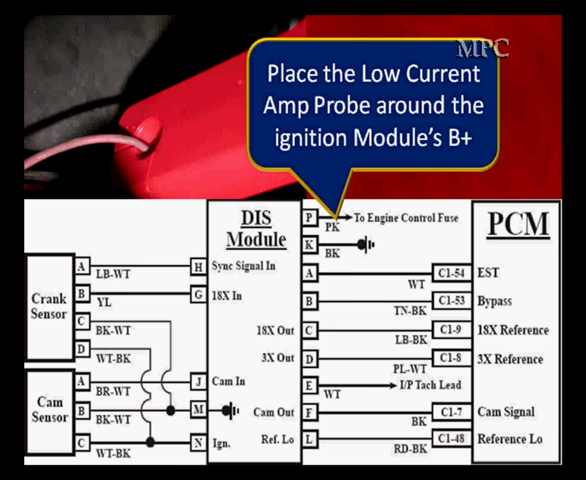 MPC
Place the Low Current
Amp Probe around the
ignition Module's B+
DIS
Module
PCM
P
PK
To Engine Control Fuse
K
BK
Crank
Sensor
A
LB-WT
H
Sync Signal In
A
WT
C1-54
EST
B
YL
G
18X In
B
TN-BK
C1-53
Bypass
C
BK-WT
18X Out
C
LB-BK
C1-9
18X Reference
D
WT-BK
3X Out
D
PL-WT
C1-8
3X Reference
Cam
Sensor
A
BR-WT
J
Cam In
E
WT
I/P Tach Lead
B
BK-WT
M
Cam Out
F
BK
C1-7
Cam Signal
C
WT-BK
N
Ign.
Ref. Lo
L
RD-BK
C1-48
Reference Lo